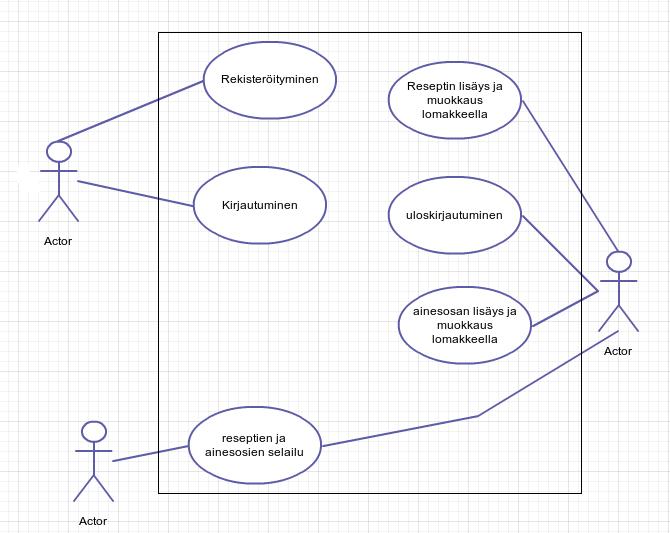 Rekisteröityminen
Reseptin lisäys ja
muokkaus
lomakkeella
Kirjautuminen
uloskirjautuminen
Actor
ainesosan lisäys ja
muokkaus
lomakkeella
Actor
reseptien ja
ainesosien selailu
Actor